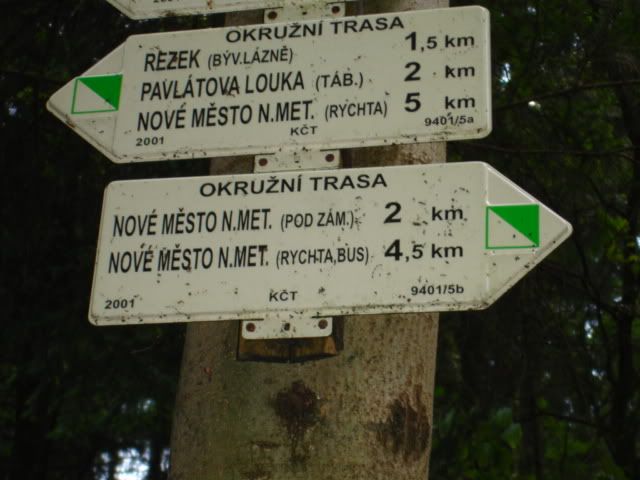 OKRUŽNÍ TRASA
REZEK (BÝV.LÁZNĚ) 1,5 km
PAVLÁTOVA LOUKA (TÁB.) 2 km
NOVÉ MĚSTO N.MET. (RYCHTA) 5 km
2001 KČT 9401/5a
OKRUŽNÍ TRASA
NOVÉ MĚSTO N.MET. (POD ZÁM.) 2 km
NOVÉ MĚSTO N.MET. (RYCHTA,BUS) 4,5 km
2001 KČT 9401/5b